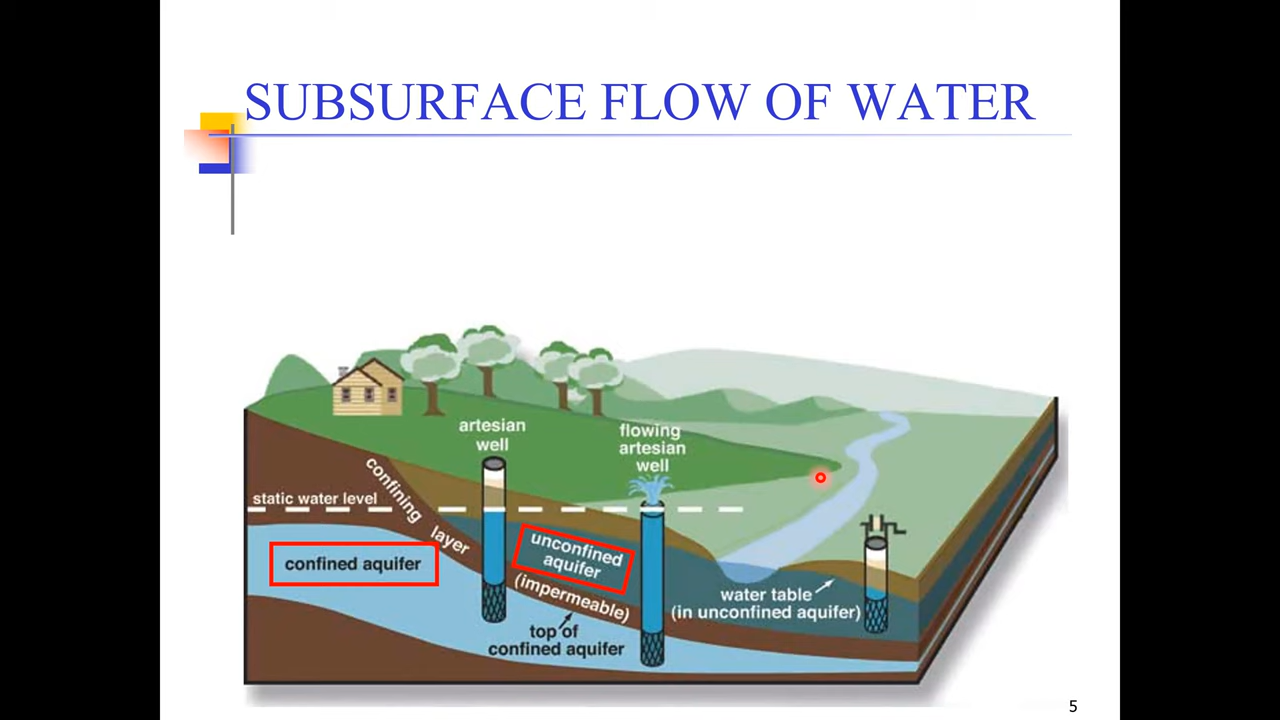 SUBSURFACE FLOW OF WATER
artesian
well
flowing
artesian
well
confining
layer
static water level
confined aquifer
unconfined
aquifer
(impermeable)
top of
confined aquifer
water table
(in unconfined aquifer)
5